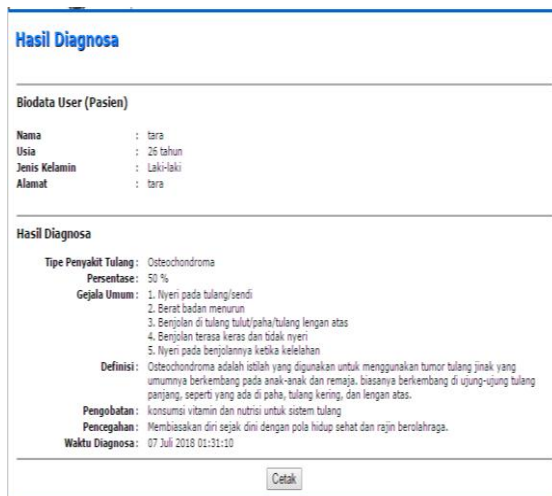 Hasil Diagnosa
Biodata User (Pasien)
Nama : tara
Usia : 26 tahun
Jenis Kelamin : Laki-laki
Alamat : tara
Hasil Diagnosa
Tipe Penyakit Tulang : Osteochondroma
Persentase : 50 %
Gejala Umum : 1. Nyeri pada tulang/sendi
2. Berat badan menurun
3. Benjolan di tulang tulut/paha/tulang lengan atas
4. Benjolan terasa keras dan tidak nyeri
5. Nyeri pada benjolannya ketika kelelahan
Definisi : Osteochondroma adalah istilah yang digunakan untuk menggunakan tumor tulang jinak yang
umumnya berkembang pada anak-anak dan remaja. biasanya berkembang di ujung-ujung tulang
panjang, seperti yang ada di paha, tulang kering, dan lengan atas.
Pengobatan : konsumsi vitamin dan nutrisi untuk sistem tulang
Pencegahan : Membiasakan diri sejak dini dengan pola hidup sehat dan rajin berolahraga.
Waktu Diagnosa : 07 Juli 2018 01:31:10
Cetak